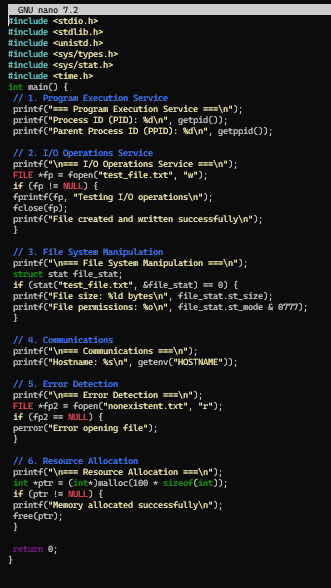 GNU nano 7.2
#include <stdio.h>
#include <stdlib.h>
#include <unistd.h>
#include <sys/types.h>
#include <sys/stat.h>
#include <time.h>
int main() {
// 1. Program Execution Service
printf("=== Program Execution Service ===\n");
printf("Process ID (PID): %d\n", getpid());
printf("Parent Process ID (PPID): %d\n", getppid());

// 2. I/O Operations Service
printf("\n=== I/O Operations Service ===\n");
FILE *fp = fopen("test_file.txt", "w");
if (fp != NULL) {
fprintf(fp, "Testing I/O operations\n");
fclose(fp);
printf("File created and written successfully\n");
}

// 3. File System Manipulation
printf("\n=== File System Manipulation ===\n");
struct stat file_stat;
if (stat("test_file.txt", &file_stat) == 0) {
printf("File size: %ld bytes\n", file_stat.st_size);
printf("File permissions: %o\n", file_stat.st_mode & 0777);
}

// 4. Communications
printf("\n=== Communications ===\n");
printf("Hostname: %s\n", getenv("HOSTNAME"));

// 5. Error Detection
printf("\n=== Error Detection ===\n");
FILE *fp2 = fopen("nonexistent.txt", "r");
if (fp2 == NULL) {
perror("Error opening file");
}

// 6. Resource Allocation
printf("\n=== Resource Allocation ===\n");
int *ptr = (int*)malloc(100 * sizeof(int));
if (ptr != NULL) {
printf("Memory allocated successfully\n");
free(ptr);
}

return 0;
}